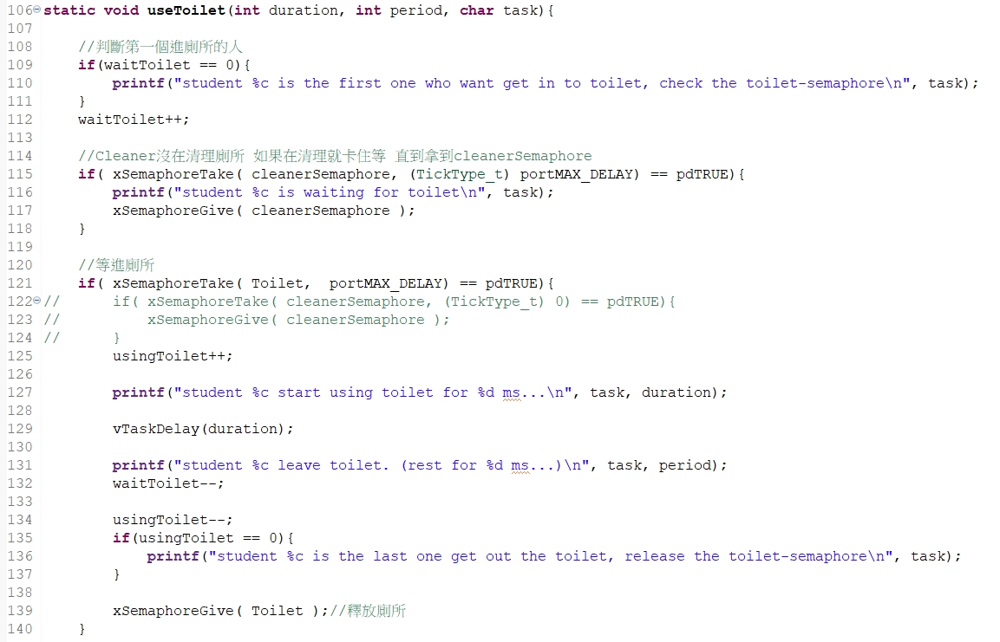 106 static void useToilet(int duration, int period, char task){
107
108     //判斷第一個進廁所的人
109     if(waitToilet == 0){
110         printf("student %c is the first one who want get in to toilet, check the toilet-semaphore\n", task);
111     }
112     waitToilet++;
113
114     //Cleaner沒在清理廁所 如果在清理就卡住等 直到拿到cleanerSemaphore
115     if( xSemaphoreTake( cleanerSemaphore, (TickType_t) portMAX_DELAY) == pdTRUE){
116         printf("student %c is waiting for toilet\n", task);
117         xSemaphoreGive( cleanerSemaphore );
118     }
119
120     //等進廁所
121     if( xSemaphoreTake( Toilet,  portMAX_DELAY) == pdTRUE){
122 //      if( xSemaphoreTake( cleanerSemaphore, (TickType_t) 0) == pdTRUE){
123 //          xSemaphoreGive( cleanerSemaphore );
124 //      }
125         usingToilet++;
126
127         printf("student %c start using toilet for %d ms...\n", task, duration);
128
129         vTaskDelay(duration);
130
131         printf("student %c leave toilet. (rest for %d ms...)\n", task, period);
132         waitToilet--;
133
134         usingToilet--;
135         if(usingToilet == 0){
136             printf("student %c is the last one get out the toilet, release the toilet-semaphore\n", task);
137         }
138
139         xSemaphoreGive( Toilet );//釋放廁所
140     }